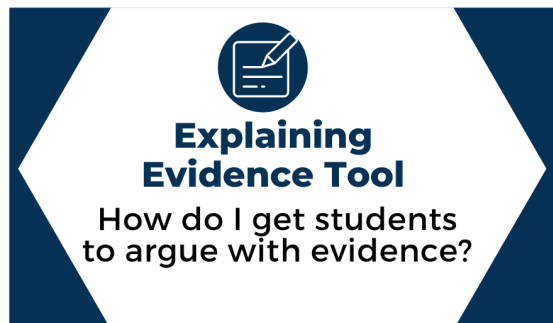 Explaining
Evidence Tool
How do I get students
to argue with evidence?